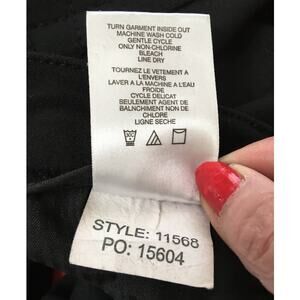 TURN GARMENT INSIDE OUT
MACHINE WASH COLD
GENTLE CYCLE
ONLY NON-CHLORINE
BLEACH
LINE DRY
TOURNEZ LE VETEMENT A
L'ENVERS
LAVER A LA MACHINE A L'EAU
FROIDE
CYCLE DELICAT
SEULEMENT AGENT DE
BALNCHIMENT NON DE
CHLORE
LIGNE SECHE
STYLE: 11568
PO: 15604